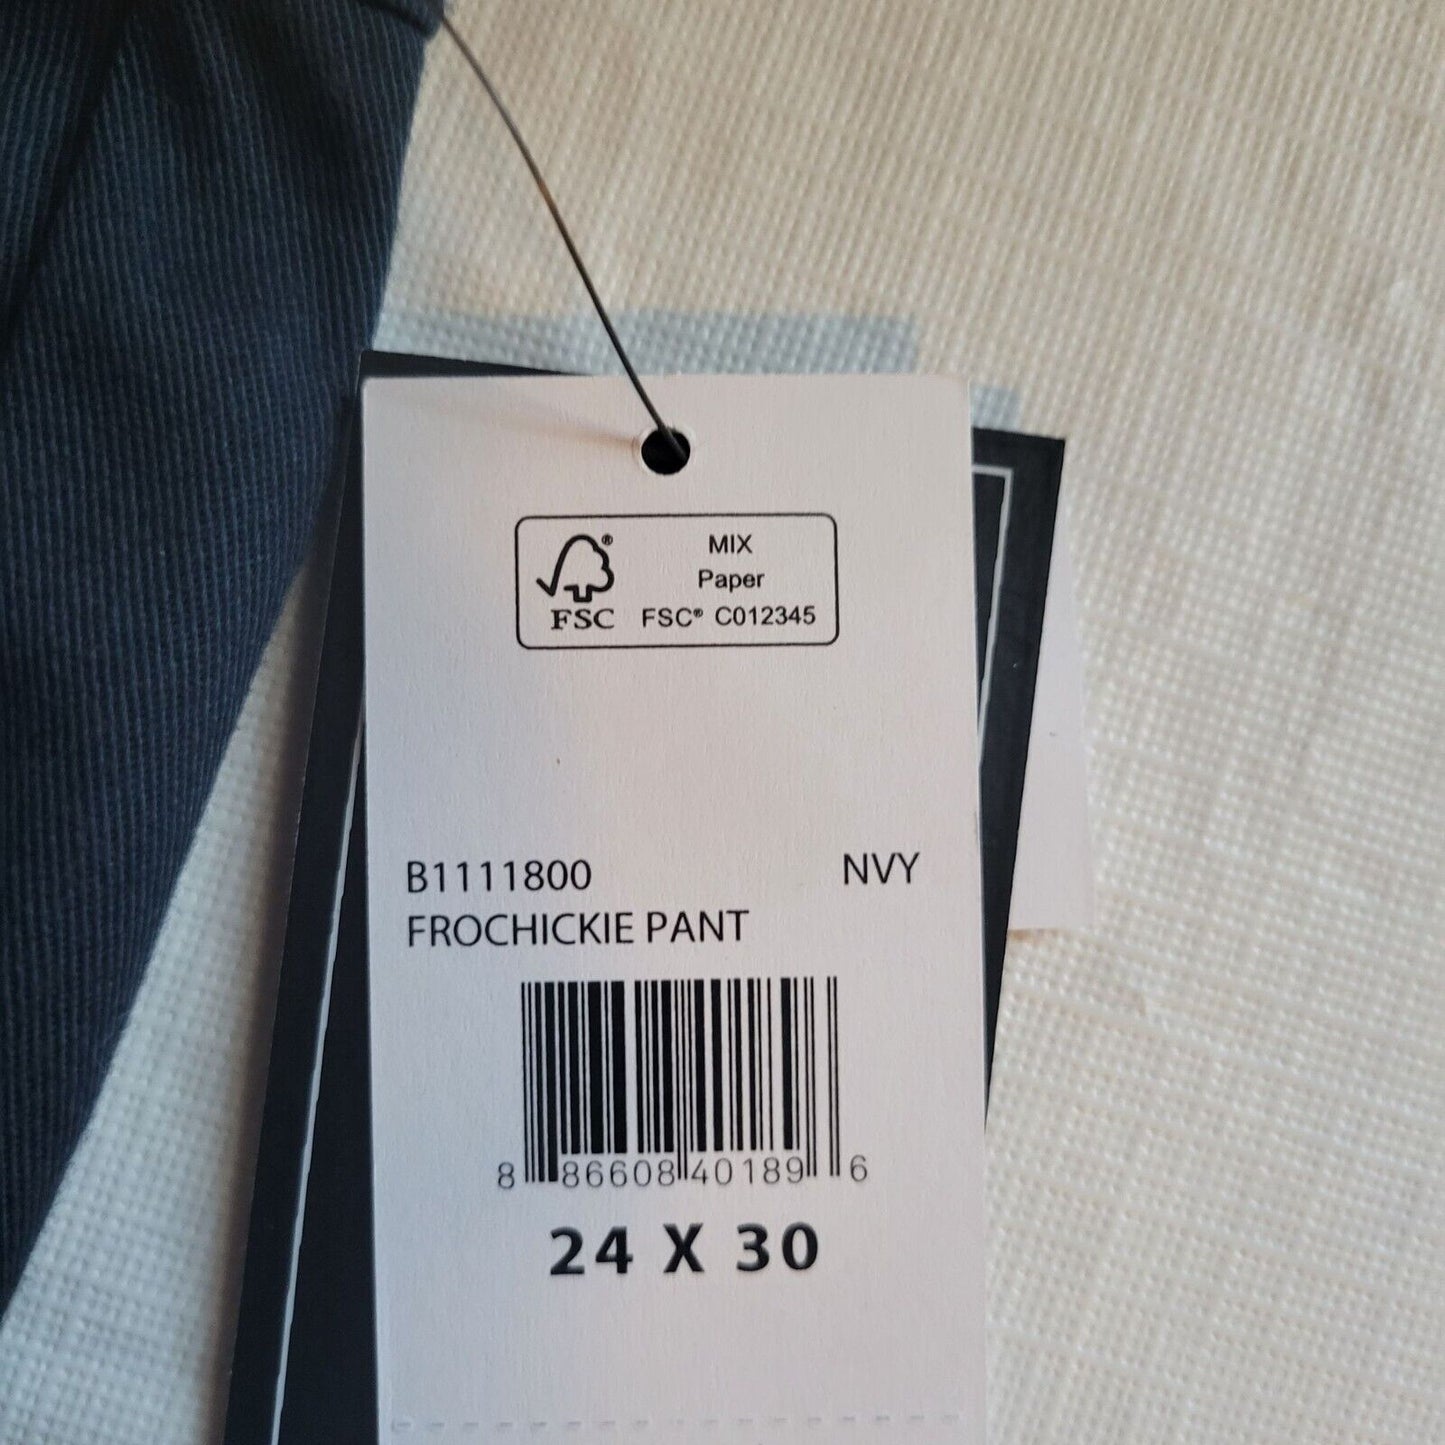 MIX
Paper
FSC® C012345
®
FSC
B1111800 NVY
FROCHICKIE PANT
8 86608 40189 6
24 X 30